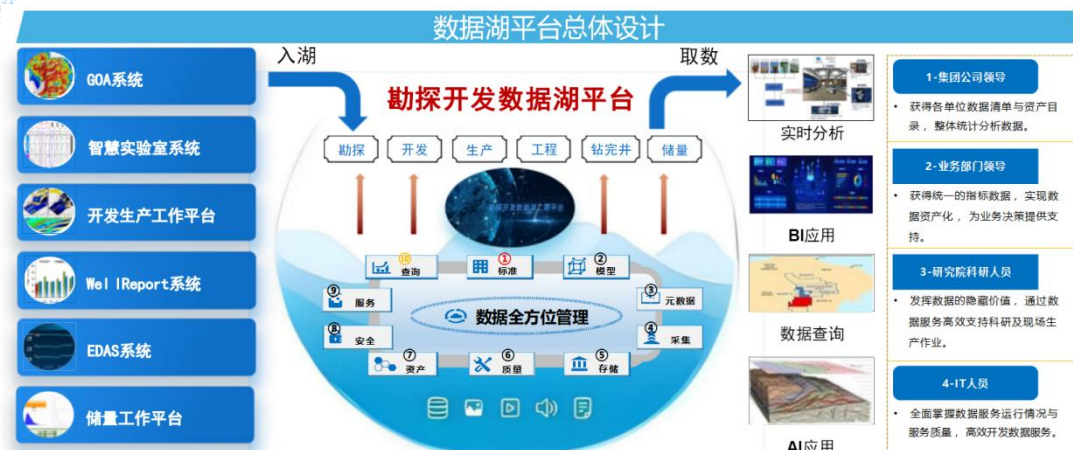 数据湖平台总体设计
GOA系统
智慧实验室系统
开发生产工作平台
WellReport系统
EDAS系统
储量工作平台
入湖
取数
勘探开发数据湖平台
勘探
开发
生产
工程
钻完井
储量
⑩
查询
①
标准
②
模型
⑨
服务
③
元数据
数据全方位管理
⑧
安全
④
采集
⑦
资产
⑥
质量
⑤
存储
实时分析
BI应用
数据查询
AI应用
1-集团公司领导
• 获得各单位数据清单与资产目
录，整体统计分析数据。
2-业务部门领导
• 获得统一的指标数据，实现数
据资产化，为业务决策提供支
持。
3-研究院科研人员
• 发挥数据的隐藏价值，通过数
据服务高效支持科研及现场生
产作业。
4-IT人员
• 全面掌握数据服务运行情况与
服务质量，高效开发数据服务。